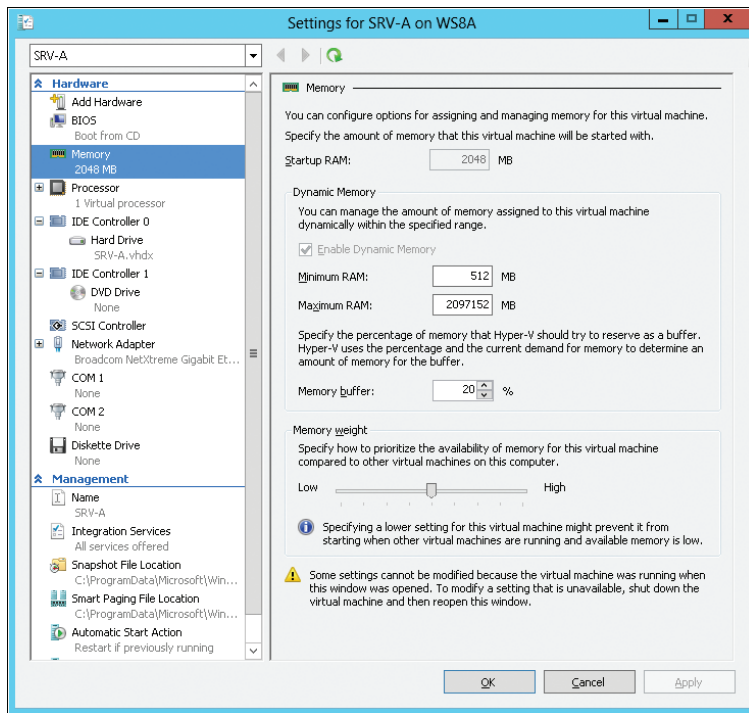 Settings for SRV-A on WS8A
SRV-A
Hardware
Add Hardware
BIOS
Boot from CD
Memory
2048 MB
Processor
1 Virtual processor
IDE Controller 0
Hard Drive
SRV-A.vhdx
IDE Controller 1
DVD Drive
None
SCSI Controller
Network Adapter
Broadcom NetXtreme Gigabit Et...
COM 1
None
COM 2
None
Diskette Drive
None
Management
Name
SRV-A
Integration Services
All services offered
Snapshot File Location
C:\ProgramData\Microsoft\Win...
Smart Paging File Location
C:\ProgramData\Microsoft\Win...
Automatic Start Action
Restart if previously running
Memory
You can configure options for assigning and managing memory for this virtual machine.
Specify the amount of memory that this virtual machine will be started with.
Startup RAM: 2048 MB
Dynamic Memory
You can manage the amount of memory assigned to this virtual machine
dynamically within the specified range.
Enable Dynamic Memory
Minimum RAM: 512 MB
Maximum RAM: 2097152 MB
Specify the percentage of memory that Hyper-V should try to reserve as a buffer.
Hyper-V uses the percentage and the current demand for memory to determine an
amount of memory for the buffer.
Memory buffer: 20 %
Memory weight
Specify how to prioritize the availability of memory for this virtual machine
compared to other virtual machines on this computer.
Low High
Specifying a lower setting for this virtual machine might prevent it from
starting when other virtual machines are running and available memory is low.
Some settings cannot be modified because the virtual machine was running when
this window was opened. To modify a setting that is unavailable, shut down the
virtual machine and then reopen this window.
OK Cancel Apply